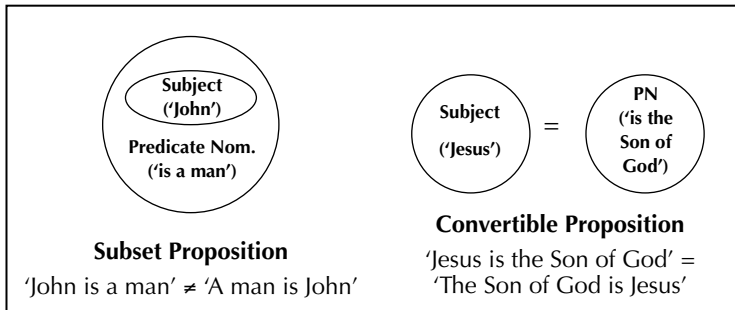 Subject
('John')
Predicate Nom.
('is a man')
Subset Proposition
'John is a man' ≠ 'A man is John'
Subject
('Jesus')
=
PN
('is the
Son of
God')
Convertible Proposition
'Jesus is the Son of God' =
'The Son of God is Jesus'